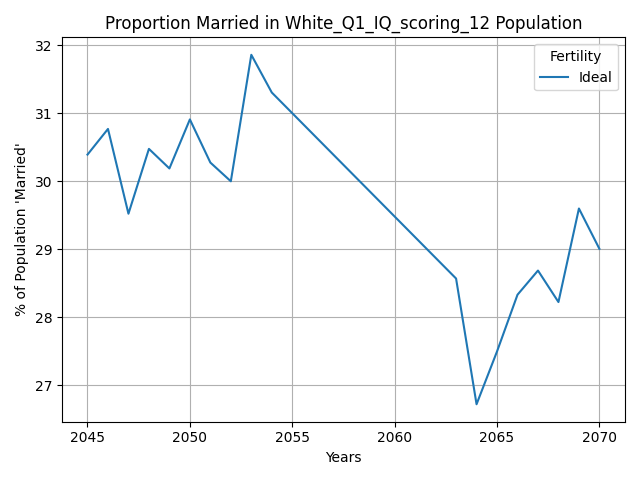 Proportion Married in White_Q1_IQ_scoring_12 Population
Fertility
Ideal
% of Population 'Married'
32
31
30
29
28
27
2045
2050
2055
2060
2065
2070
Years